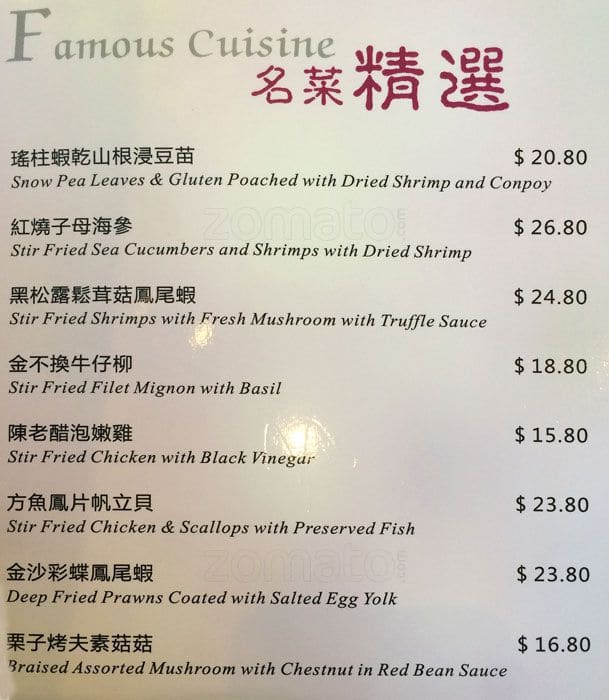 Famous Cuisine
名菜精選
瑤柱蝦乾山根浸豆苗 $ 20.80
Snow Pea Leaves & Gluten Poached with Dried Shrimp and Conpoy
zomato.com
紅燒子母海參 $ 26.80
Stir Fried Sea Cucumbers and Shrimps with Dried Shrimp
黑松露鬆茸菇鳳尾蝦 $ 24.80
Stir Fried Shrimps with Fresh Mushroom with Truffle Sauce
金不換牛仔柳 $ 18.80
Stir Fried Filet Mignon with Basil
陳老醋泡嫩雞 $ 15.80
Stir Fried Chicken with Black Vinegar
方魚鳳片帆立貝 $ 23.80
Stir Fried Chicken & Scallops with Preserved Fish
zomato.com
金沙彩蝶鳳尾蝦 $ 23.80
Deep Fried Prawns Coated with Salted Egg Yolk
栗子烤夫素菇菇 $ 16.80
Braised Assorted Mushroom with Chestnut in Red Bean Sauce